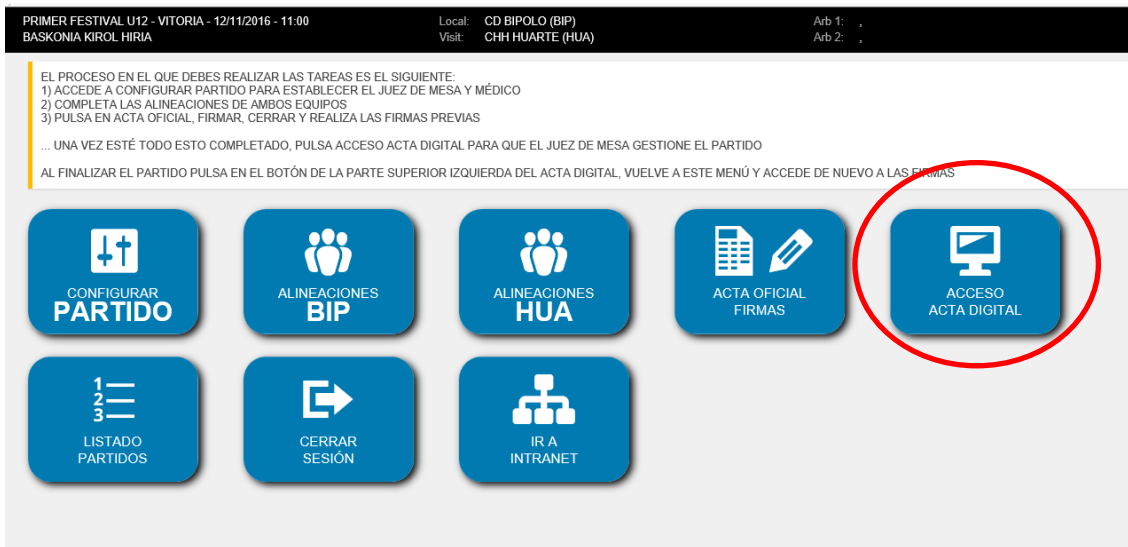 PRIMER FESTIVAL U12 - VITORIA - 12/11/2016 - 11:00 Local: CD BIPOLO (BIP) Arb 1: ,
BASKONIA KIROL HIRIA Visit: CHH HUARTE (HUA) Arb 2: ,
EL PROCESO EN EL QUE DEBES REALIZAR LAS TAREAS ES EL SIGUIENTE:
1) ACCEDE A CONFIGURAR PARTIDO PARA ESTABLECER EL JUEZ DE MESA Y MÉDICO
2) COMPLETA LAS ALINEACIONES DE AMBOS EQUIPOS
3) PULSA EN ACTA OFICIAL, FIRMAR, CERRAR Y REALIZA LAS FIRMAS PREVIAS
... UNA VEZ ESTÉ TODO ESTO COMPLETADO, PULSA ACCESO ACTA DIGITAL PARA QUE EL JUEZ DE MESA GESTIONE EL PARTIDO
AL FINALIZAR EL PARTIDO PULSA EN EL BOTÓN DE LA PARTE SUPERIOR IZQUIERDA DEL ACTA DIGITAL, VUELVE A ESTE MENÚ Y ACCEDE DE NUEVO A LAS FIRMAS
CONFIGURAR
PARTIDO
ALINEACIONES
BIP
ALINEACIONES
HUA
ACTA OFICIAL
FIRMAS
ACCESO
ACTA DIGITAL
1
2
3
LISTADO
PARTIDOS
CERRAR
SESIÓN
IR A
INTRANET